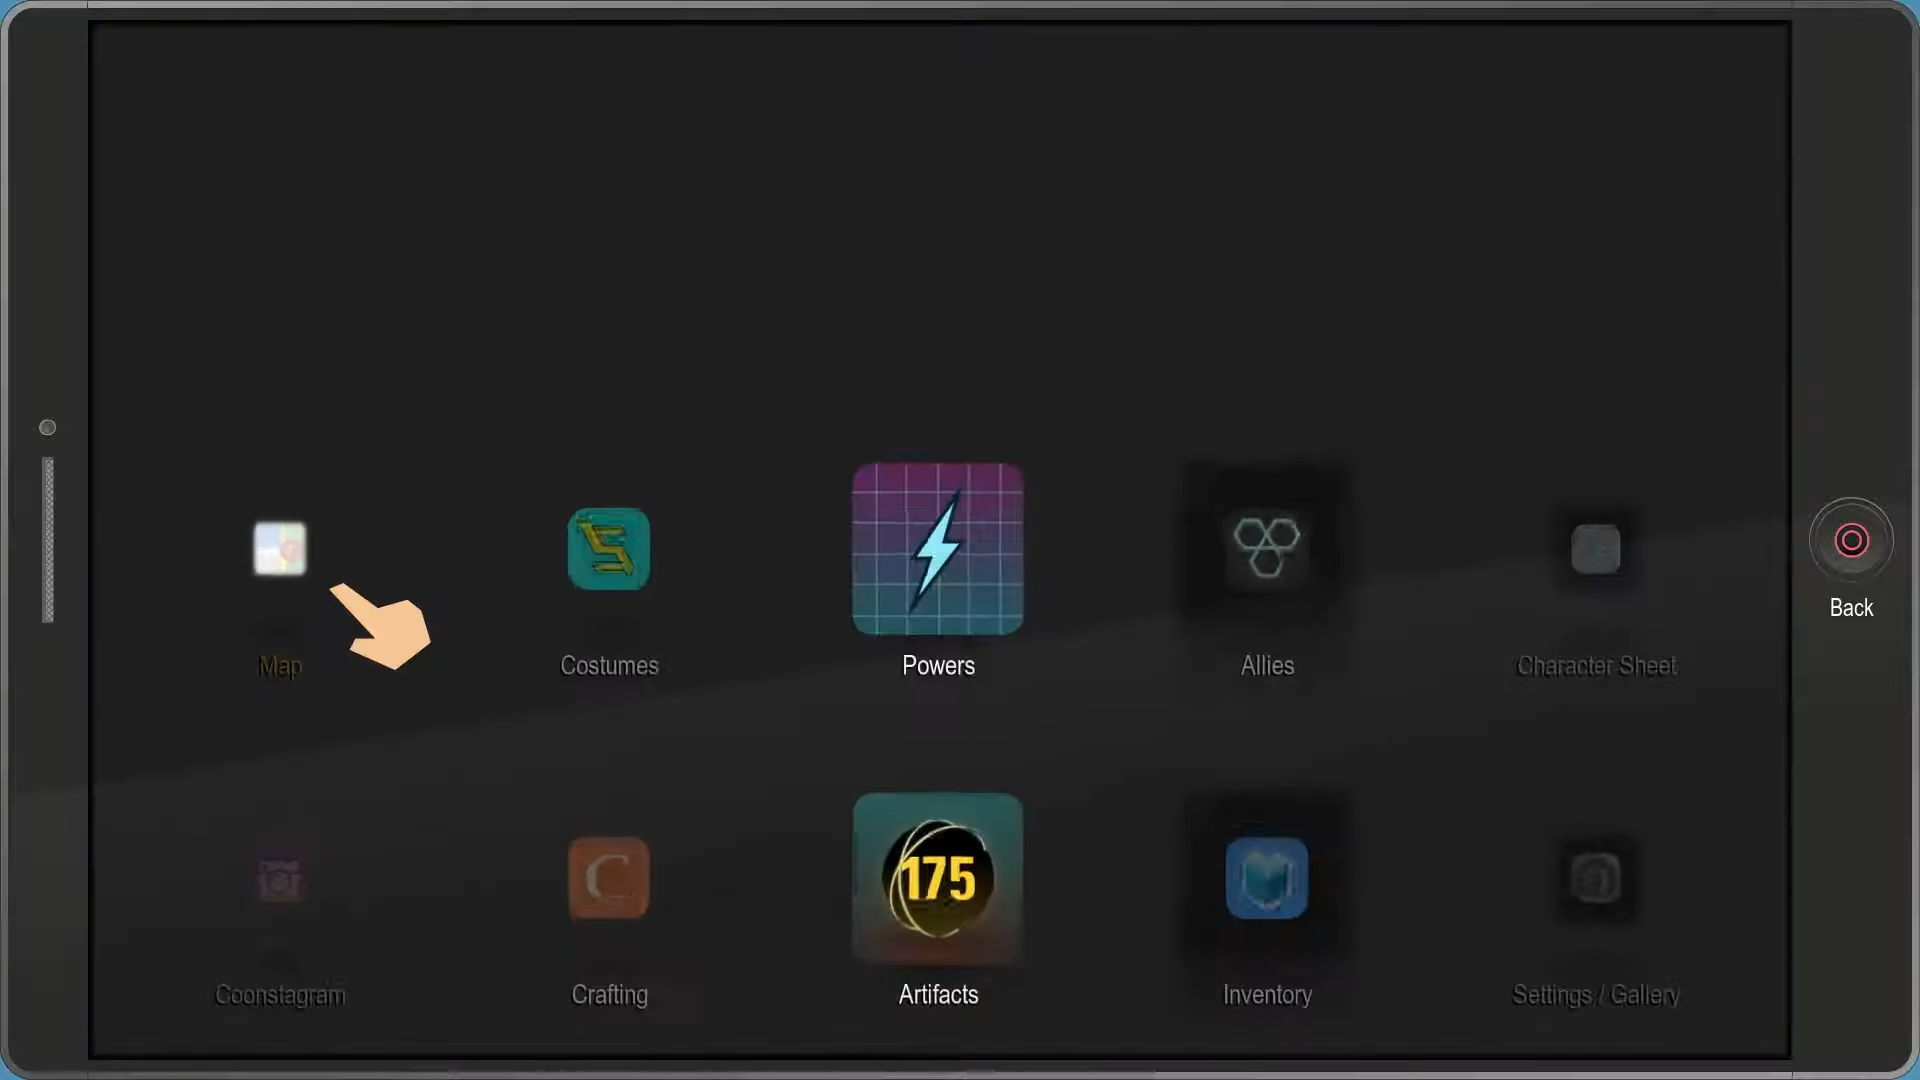 Map
Costumes
Powers
Allies
Character Sheet
Back
175
Coonstagram
Crafting
Artifacts
Inventory
Settings / Gallery